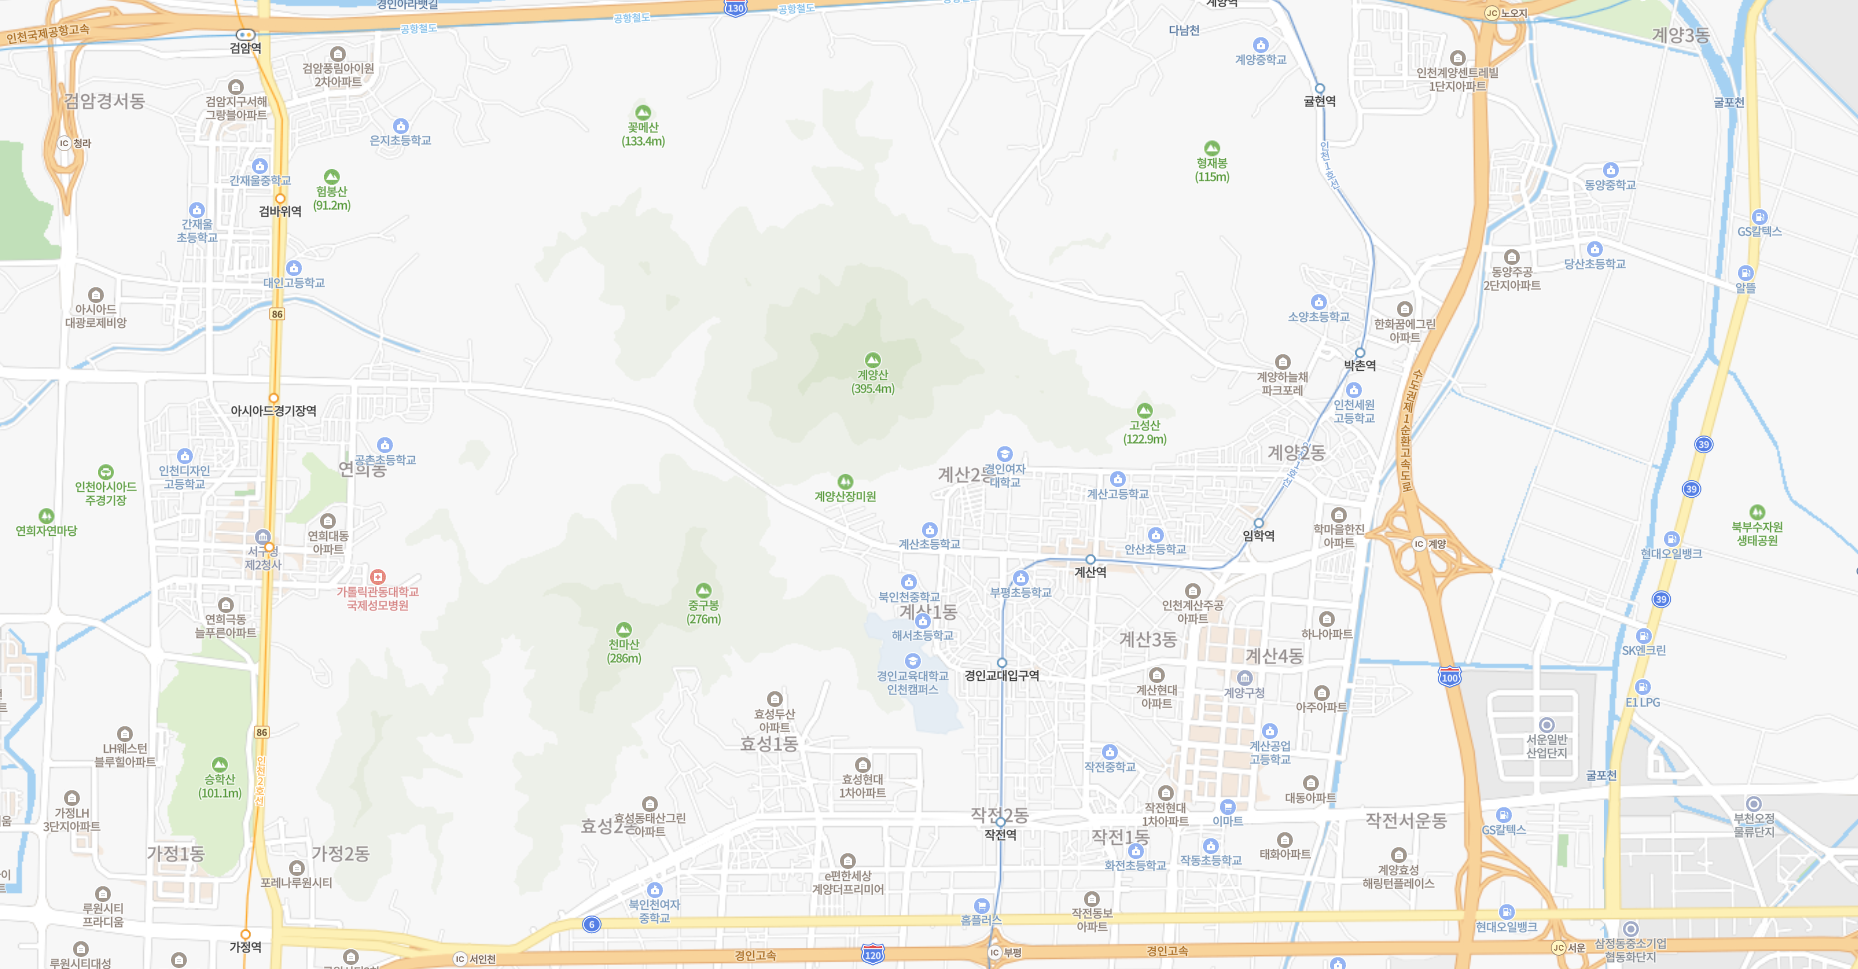 경인아라뱃길
130
공항철도
공항철도
공항철도
계양역
다남천
JC
노오지
계양3동
인천국제공항고속
검암역
검암풍림아이원
2차아파트
계양중학교
인천계양센트레빌
1단지아파트
검암경서동
검암지구서해
그랑블아파트
귤현역
굴포천
꽃메산
(133.4m)
은지초등학교
IC
청라
인천1호선
형재봉
(115m)
간재울중학교
험봉산
(91.2m)
동양중학교
검바위역
간재울
초등학교
GS칼텍스
동양주공
2단지아파트
당산초등학교
대인고등학교
알뜰
아시아드
대광로제비앙
86
소양초등학교
한화꿈에그린
아파트
박촌역
계양산
(395.4m)
계양하늘채
파크포레
수도권제1순환고속도로
아시아드경기장역
인천세원
고등학교
고성산
(122.9m)
39
공촌초등학교
연희동
인천디자인
고등학교
계산2동
경인여자
대학교
계양2동
인천아시아드
주경기장
계양산장미원
계산고등학교
39
연희자연마당
연희대동
아파트
임학역
학마을한진
아파트
북부수자원
생태공원
서구청
제2청사
계산초등학교
안산초등학교
IC
계양
현대오일뱅크
계산역
가톨릭관동대학교
국제성모병원
중구봉
(276m)
북인천중학교
부평초등학교
인천계산주공
아파트
39
연희극동
늘푸른아파트
계산1동
해서초등학교
하나아파트
천마산
(286m)
계산3동
계산4동
SK엔크린
경인교육대학교
인천캠퍼스
경인교대입구역
100
계산현대
아파트
계양구청
아주아파트
E1 LPG
효성두산
아파트
86
LH웨스턴
블루힐아파트
효성1동
서운일반
산업단지
계산공업
고등학교
작전중학교
인천2호선
승학산
(101.1m)
효성현대
1차아파트
굴포천
대동아파트
가정LH
3단지아파트
효성2동
효성동태산그린
아파트
작전2동
작전역
작전현대
1차아파트
이마트
작전서운동
GS칼텍스
부천오정
물류단지
작전1동
가정1동
가정2동
화전초등학교
작동초등학교
태화아파트
포레나루원시티
e편한세상
계양더프리미어
계양효성
해링턴플레이스
루원시티
프라디움
북인천여자
중학교
6
홈플러스
작전동보
아파트
현대오일뱅크
가정역
루원시티대성
IC
서인천
경인고속
120
IC
부평
경인고속
JC
서운
삼정동중소기업
협동화단지